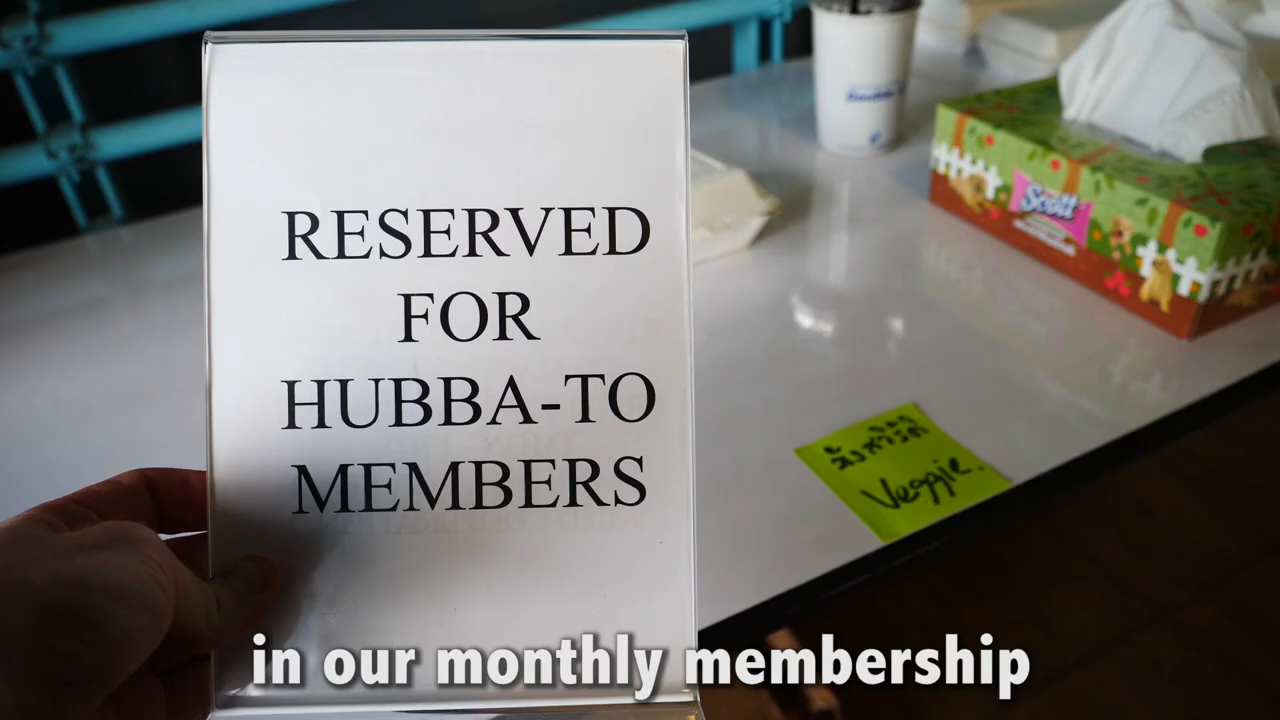 RESERVED
FOR
HUBBA-TO
MEMBERS
Scott
Veggie.
in our monthly membership